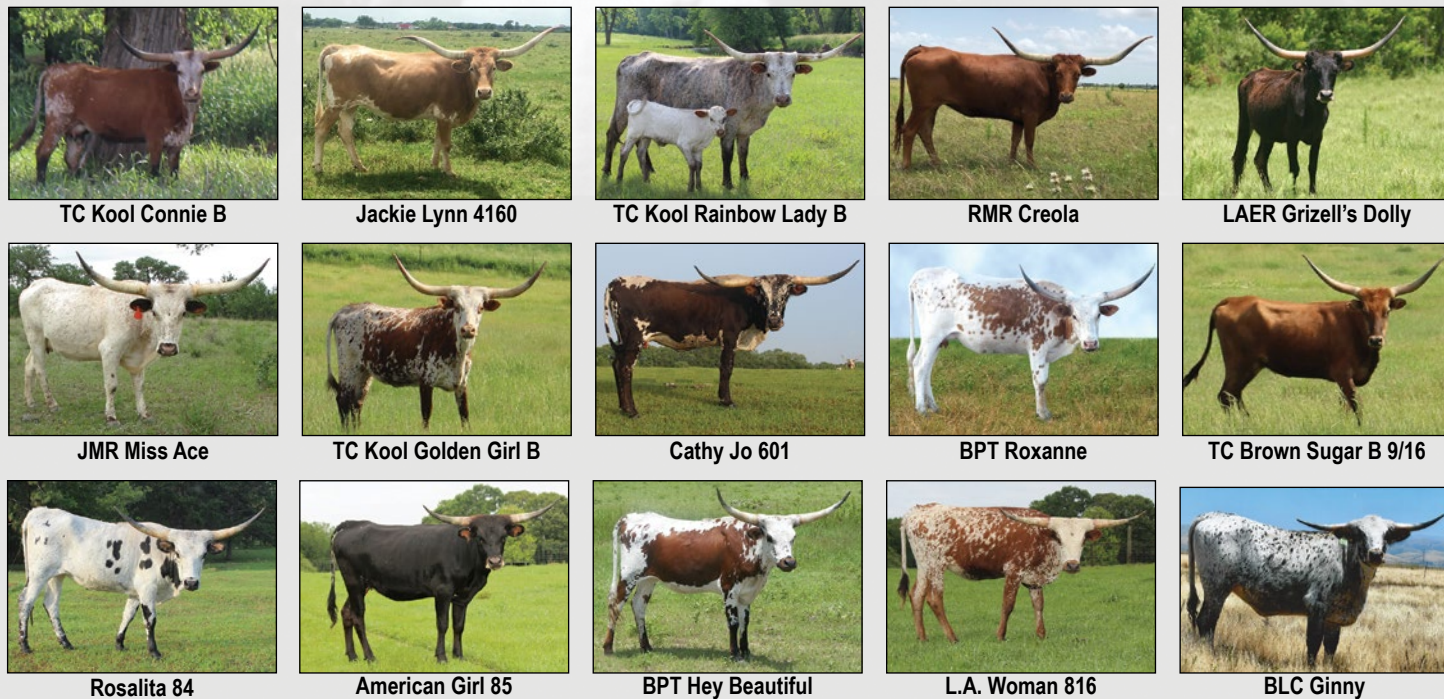 TC Kool Connie B
Jackie Lynn 4160
TC Kool Rainbow Lady B
RMR Creola
LAER Grizell's Dolly
JMR Miss Ace
TC Kool Golden Girl B
Cathy Jo 601
BPT Roxanne
TC Brown Sugar B 9/16
Rosalita 84
American Girl 85
BPT Hey Beautiful
L.A. Woman 816
BLC Ginny